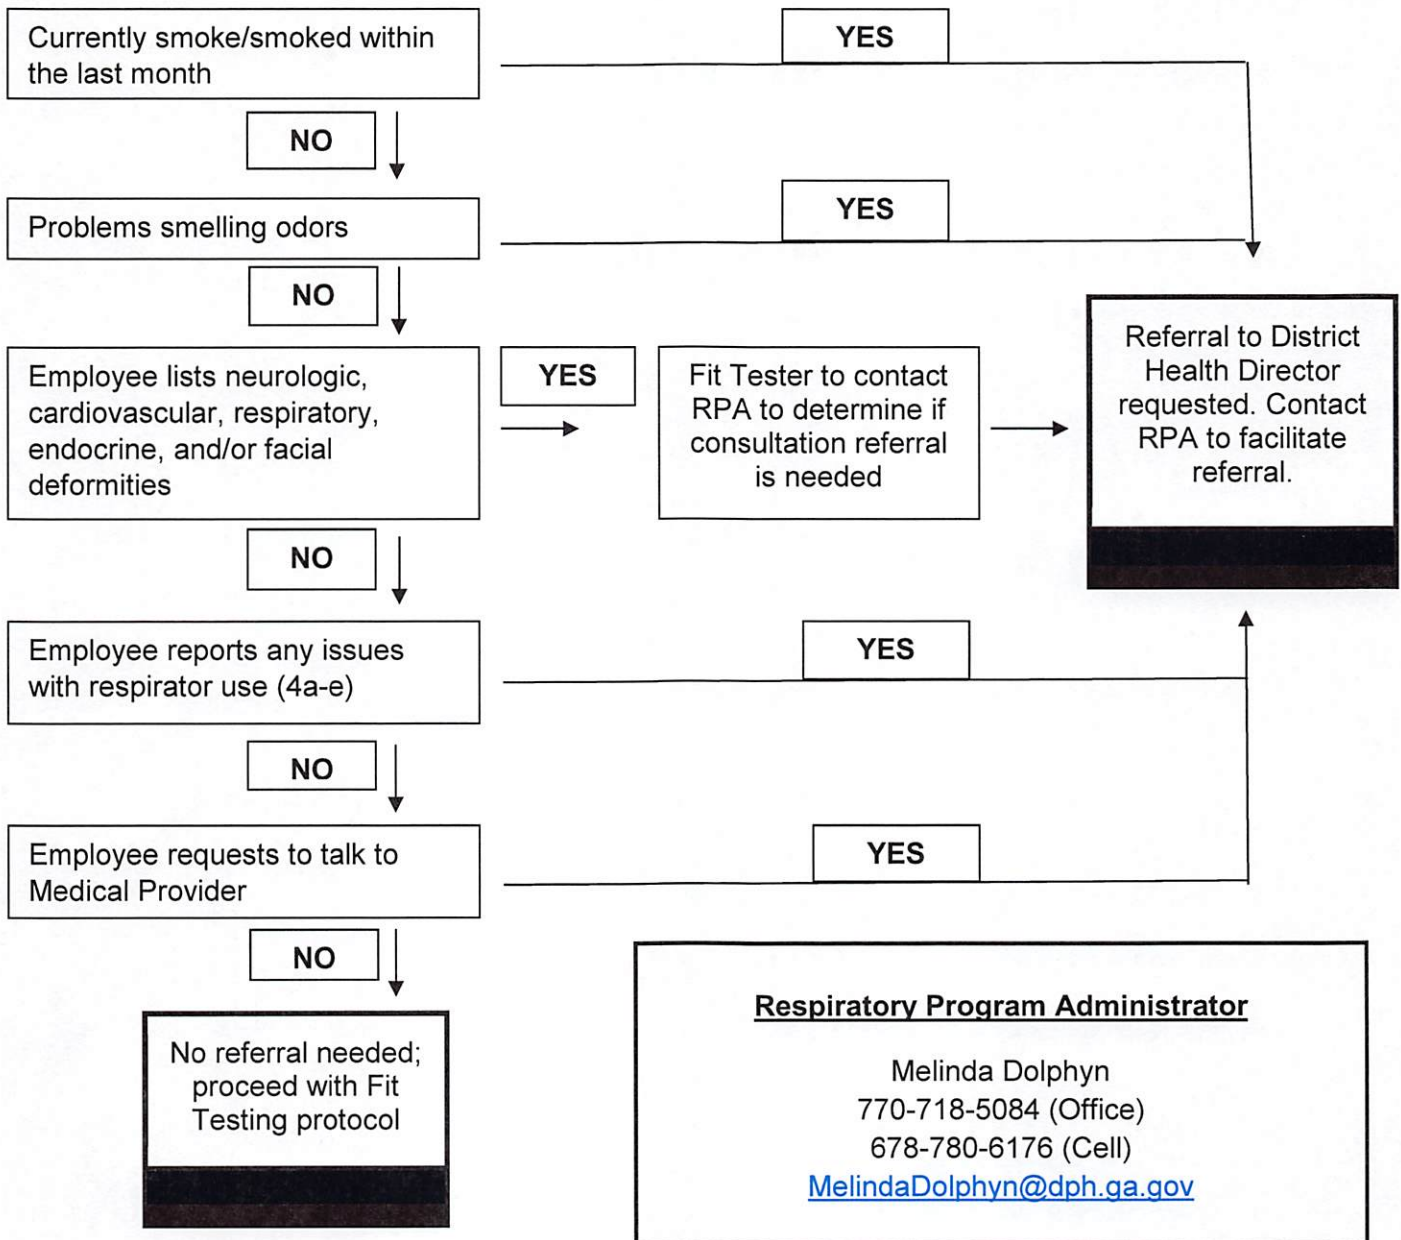 Currently smoke/smoked within
the last month
YES
NO
Problems smelling odors
YES
NO
Employee lists neurologic,
cardiovascular, respiratory,
endocrine, and/or facial
deformities
YES
Fit Tester to contact
RPA to determine if
consultation referral
is needed
Referral to District
Health Director
requested. Contact
RPA to facilitate
referral.
NO
Employee reports any issues
with respirator use (4a-e)
YES
NO
Employee requests to talk to
Medical Provider
YES
NO
No referral needed;
proceed with Fit
Testing protocol
Respiratory Program Administrator
Melinda Dolphyn
770-718-5084 (Office)
678-780-6176 (Cell)
MelindaDolphyn@dph.ga.gov